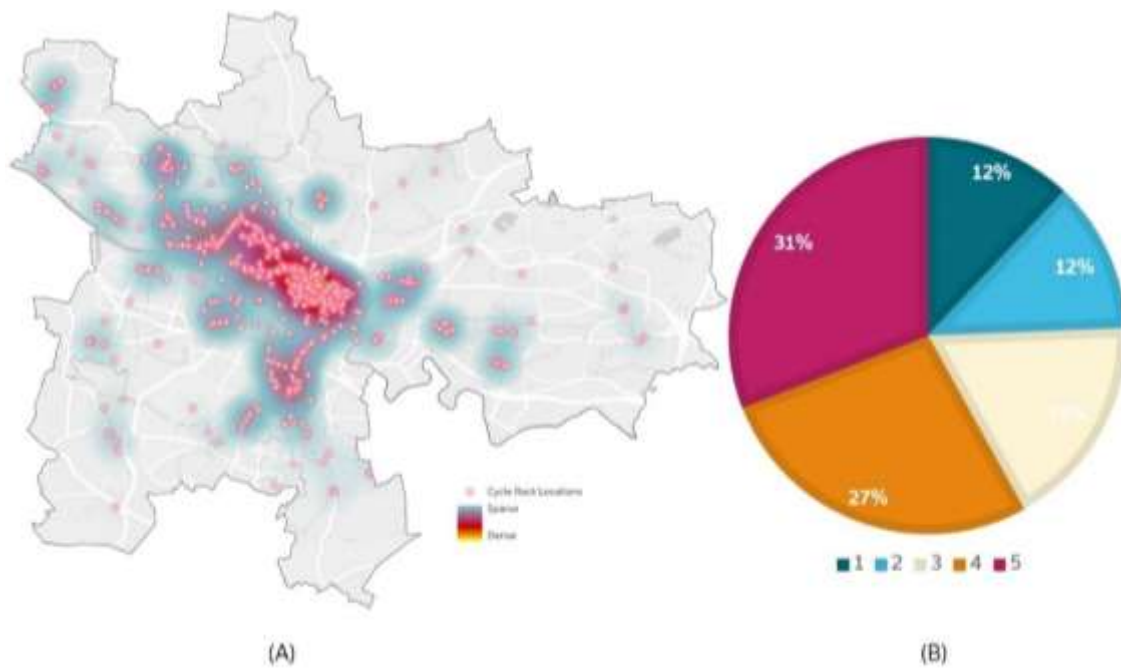 Cycle Rack Locations
Sparse
Dense
12%
12%
31%
27%
1 2 3 4 5
(A)
(B)